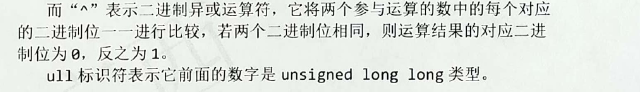 而“^”表示二进制异或运算符，它将两个参与运算的数中的每个对应
的二进制位一一进行比较，若两个二进制位相同，则运算结果的对应二进
制位为0，反之为1。
ull标识符表示它前面的数字是unsigned long long类型。